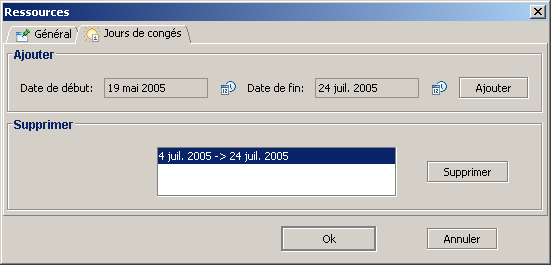 Ressources
Général
Jours de congés
Ajouter
Date de début: 19 mai 2005 Date de fin: 24 juil. 2005 Ajouter
Supprimer
4 juil. 2005 -> 24 juil. 2005
Supprimer
Ok Annuler